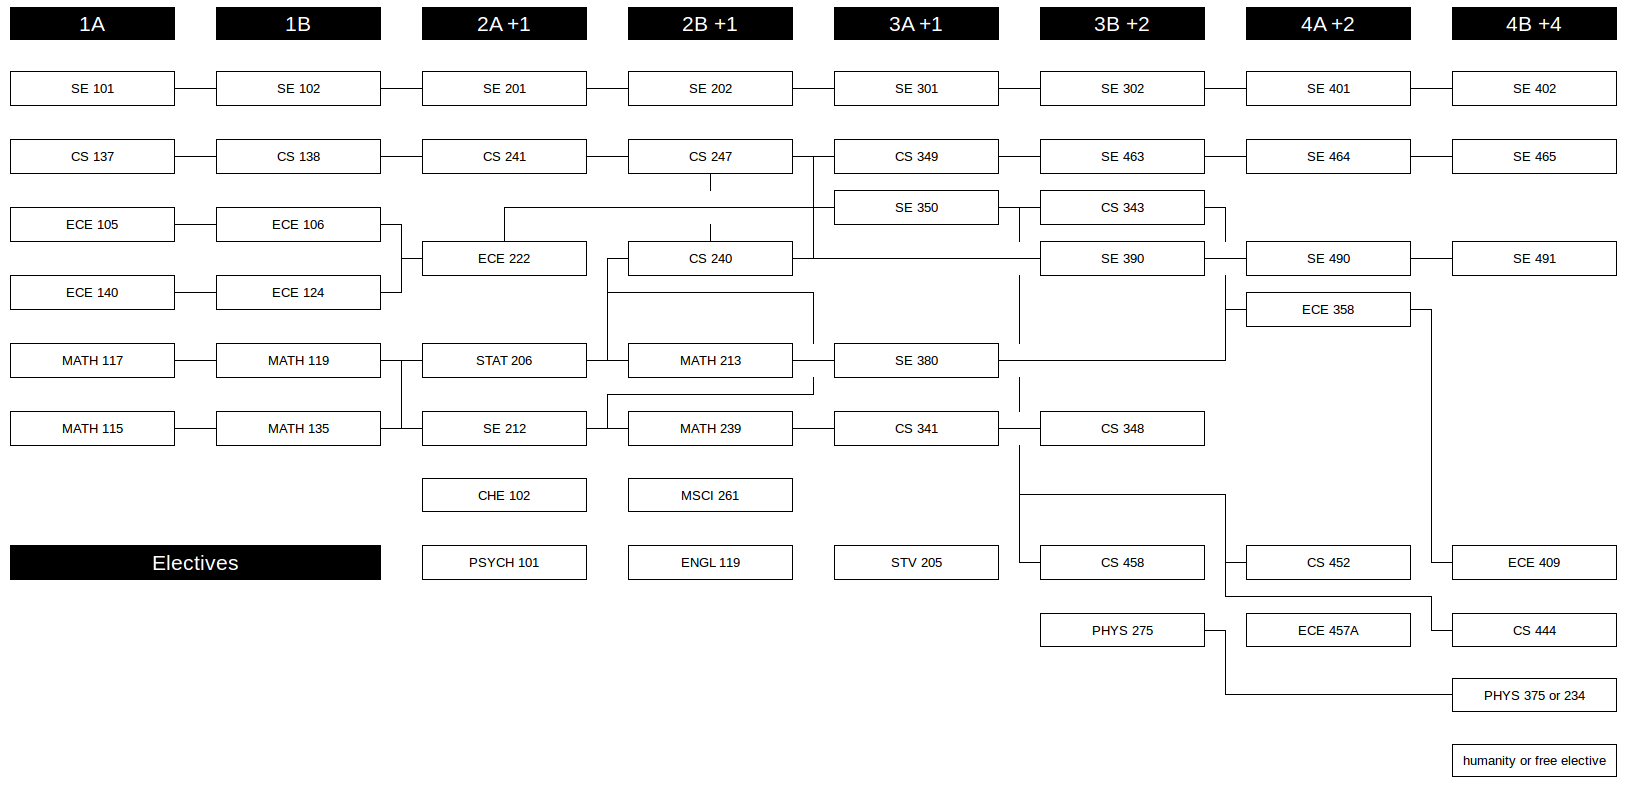 1A
1B
2A +1
2B +1
3A +1
3B +2
4A +2
4B +4
SE 101
SE 102
SE 201
SE 202
SE 301
SE 302
SE 401
SE 402
CS 137
CS 138
CS 241
CS 247
CS 349
SE 463
SE 464
SE 465
SE 350
CS 343
ECE 105
ECE 106
ECE 222
CS 240
SE 390
SE 490
SE 491
ECE 140
ECE 124
ECE 358
MATH 117
MATH 119
STAT 206
MATH 213
SE 380
MATH 115
MATH 135
SE 212
MATH 239
CS 341
CS 348
CHE 102
MSCI 261
Electives
PSYCH 101
ENGL 119
STV 205
CS 458
CS 452
ECE 409
PHYS 275
ECE 457A
CS 444
PHYS 375 or 234
humanity or free elective